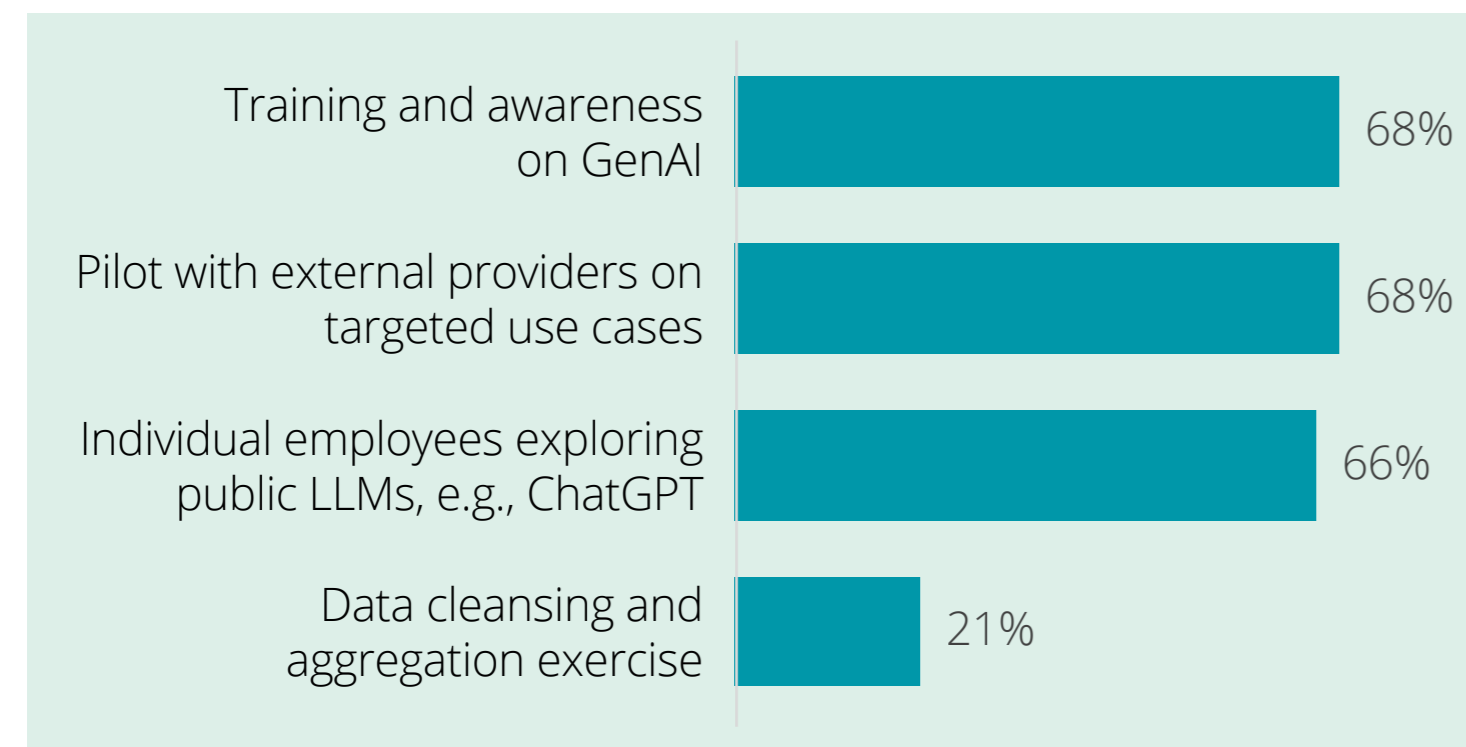 Training and awareness
on GenAI
68%
Pilot with external providers on
targeted use cases
68%
Individual employees exploring
public LLMs, e.g., ChatGPT
66%
Data cleansing and
aggregation exercise
21%